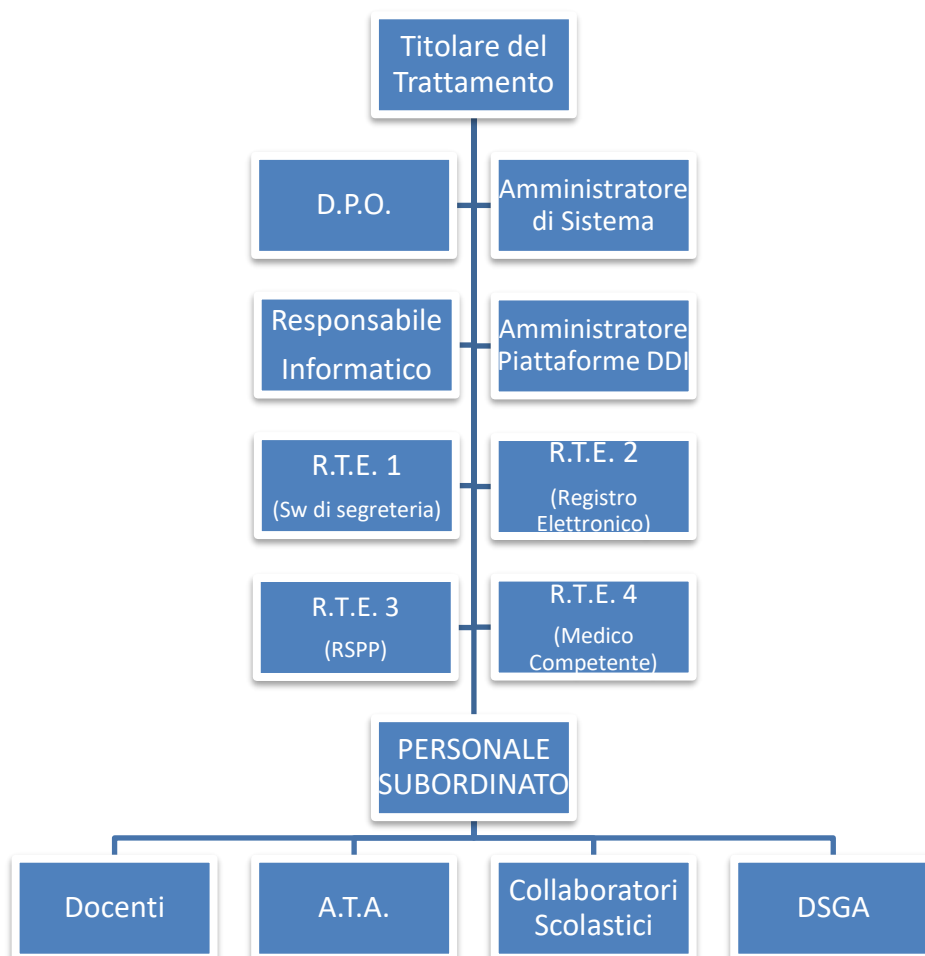 Titolare del
Trattamento
D.P.O.
Amministratore
di Sistema
Responsabile
Informatico
Amministratore
Piattaforme DDI
R.T.E. 1
(Sw di segreteria)
R.T.E. 2
(Registro
Elettronico)
R.T.E. 3
(RSPP)
R.T.E. 4
(Medico
Competente)
PERSONALE
SUBORDINATO
Docenti
A.T.A.
Collaboratori
Scolastici
DSGA